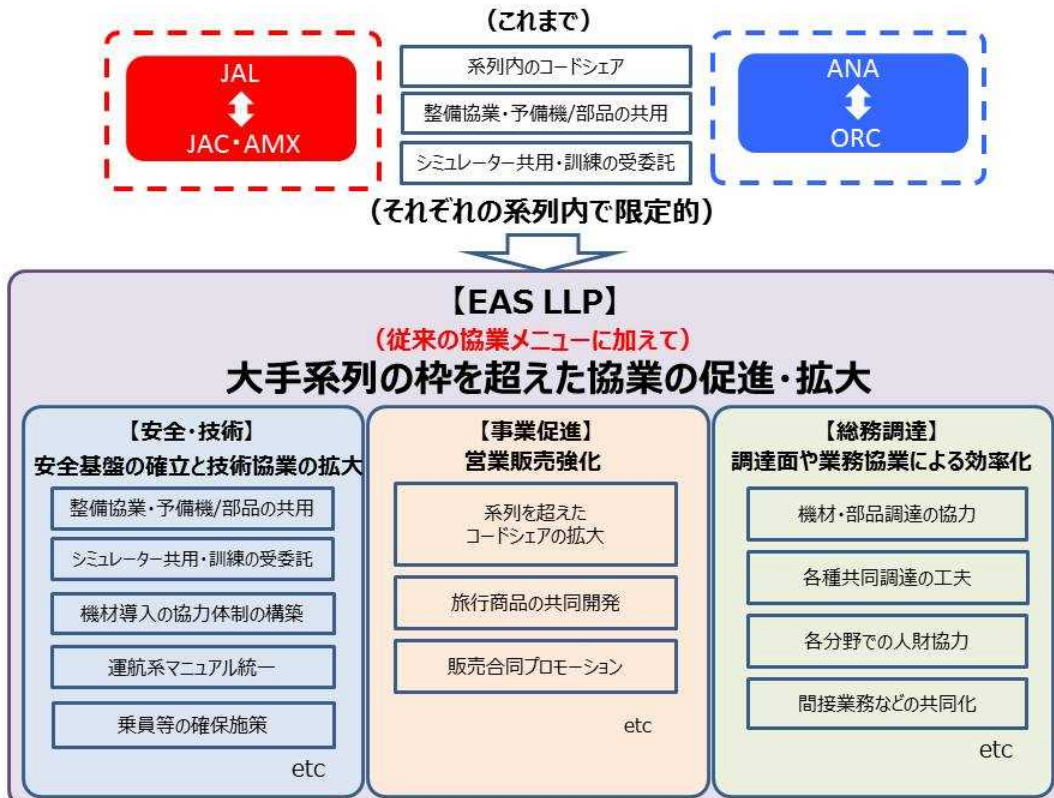 （これまで）
JAL
JAC・AMX
系列内のコードシェア
整備協業・予備機/部品の共用
シミュレーター共用・訓練の受委託
ANA
ORC
（それぞれの系列内で限定的）
【EAS LLP】
（従来の協業メニューに加えて）
大手系列の枠を超えた協業の促進・拡大
【安全・技術】
安全基盤の確立と技術協業の拡大
整備協業・予備機/部品の共用
シミュレーター共用・訓練の受委託
機材導入の協力体制の構築
運航系マニュアル統一
乗員等の確保施策
etc
【事業促進】
営業販売強化
系列を超えた
コードシェアの拡大
旅行商品の共同開発
販売合同プロモーション
etc
【総務調達】
調達面や業務協業による効率化
機材・部品調達の協力
各種共同調達の工夫
各分野での人財協力
間接業務などの共同化
etc